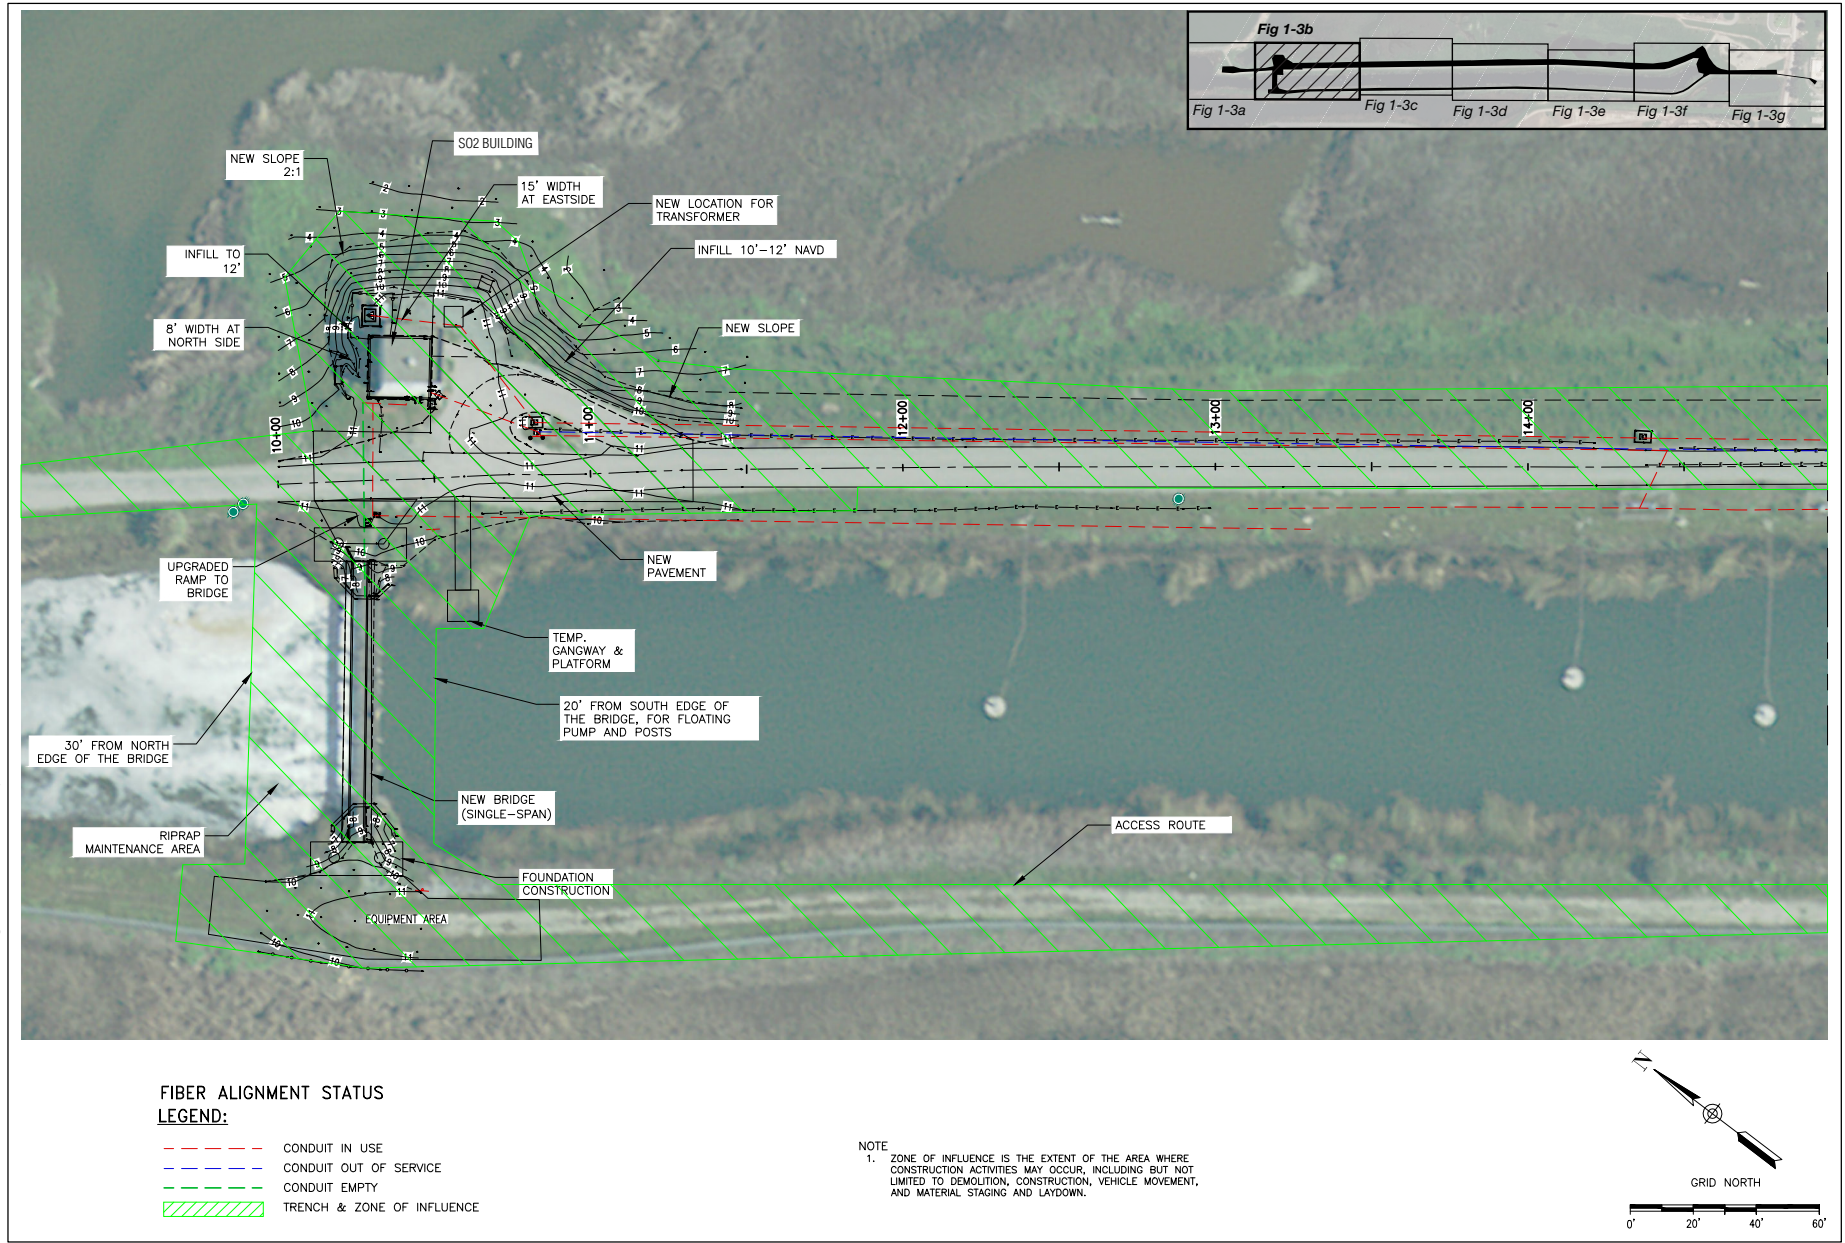 Fig 1-3b
Fig 1-3a
Fig 1-3c
Fig 1-3d
Fig 1-3e
Fig 1-3f
Fig 1-3g
SO2 BUILDING
NEW SLOPE
2:1
15' WIDTH
AT EASTSIDE
NEW LOCATION FOR
TRANSFORMER
INFILL TO
12'
INFILL 10'-12' NAVD
8' WIDTH AT
NORTH SIDE
NEW SLOPE
10+00
11+00
12+00
13+00
14+00
UPGRADED
RAMP TO
BRIDGE
NEW
PAVEMENT
TEMP.
GANGWAY &
PLATFORM
20' FROM SOUTH EDGE OF
THE BRIDGE, FOR FLOATING
PUMP AND POSTS
30' FROM NORTH
EDGE OF THE BRIDGE
NEW BRIDGE
(SINGLE-SPAN)
RIPRAP
MAINTENANCE AREA
ACCESS ROUTE
FOUNDATION
CONSTRUCTION
EQUIPMENT AREA
FIBER ALIGNMENT STATUS
LEGEND:
CONDUIT IN USE
CONDUIT OUT OF SERVICE
CONDUIT EMPTY
TRENCH & ZONE OF INFLUENCE
NOTE
1. ZONE OF INFLUENCE IS THE EXTENT OF THE AREA WHERE
CONSTRUCTION ACTIVITIES MAY OCCUR, INCLUDING BUT NOT
LIMITED TO DEMOLITION, CONSTRUCTION, VEHICLE MOVEMENT,
AND MATERIAL STAGING AND LAYDOWN.
N
GRID NORTH
0' 20' 40' 60'